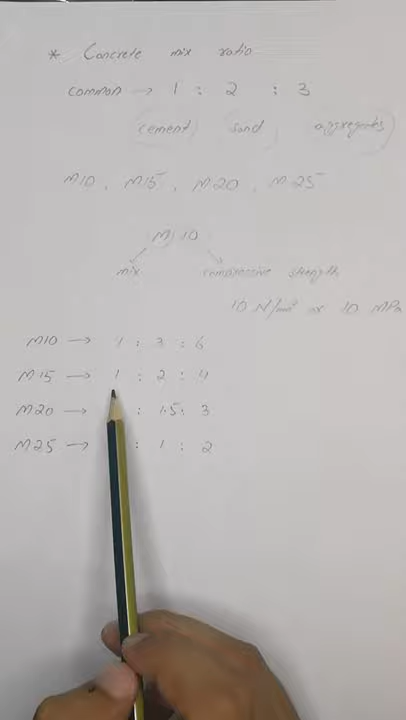 * Concrete mix ratio
common → 1 : 2 : 3
(cement) sand (aggregates)
M10, M15, M20, M25
M|10
mix compressive strength
10 N/mm² or 10 MPa
M10 → 1 : 3 : 6
M15 → 1 : 2 : 4
M20 → : 1.5 : 3
M25 → : 1 : 2